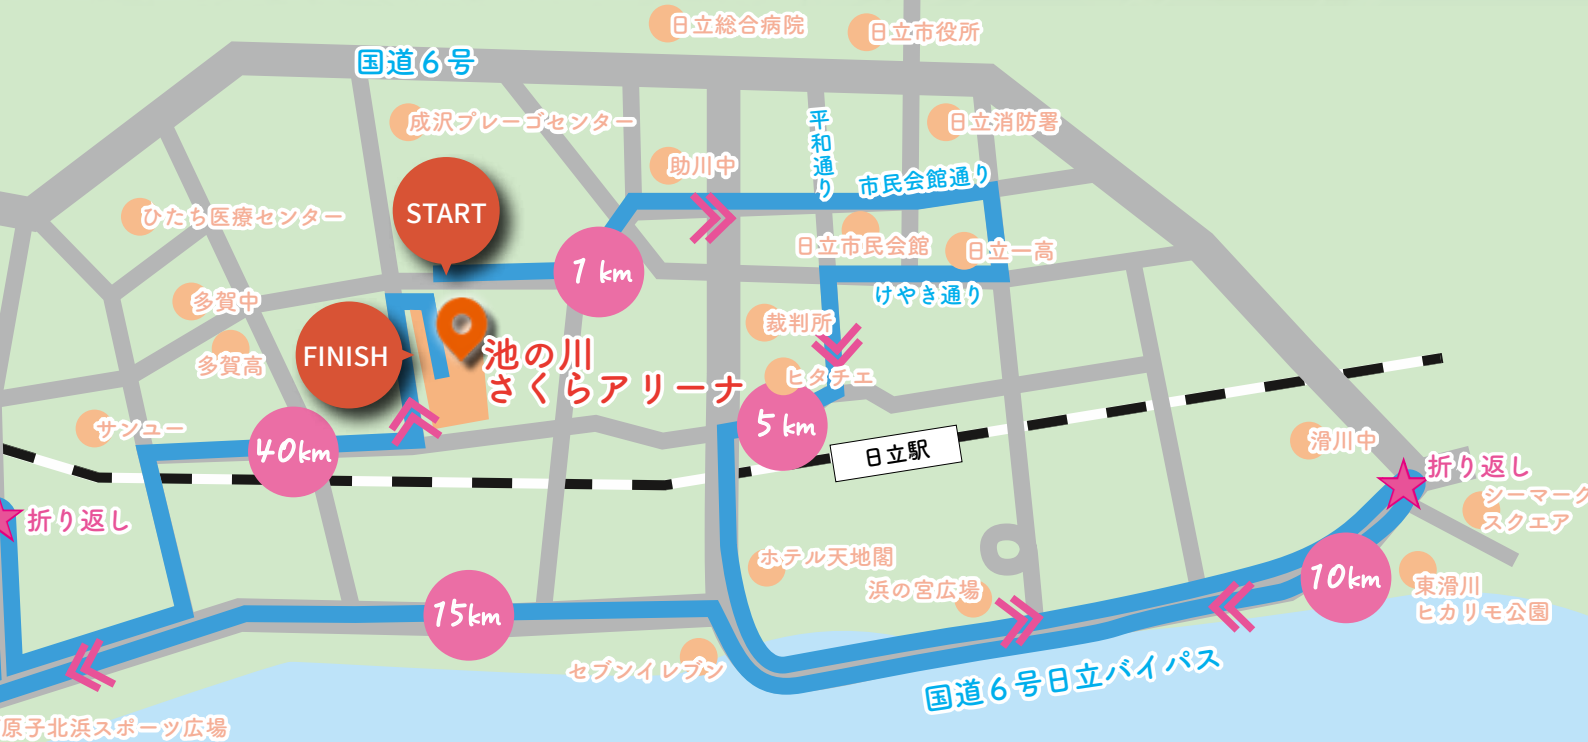 日立総合病院
日立市役所
国道6号
成沢プレーゴセンター
平和通り
日立消防署
助川中
市民会館通り
START
ひたち医療センター
日立市民会館
日立一高
1km
けやき通り
多賀中
裁判所
FINISH
多賀高
池の川
さくらアリーナ
ヒタチエ
サンユー
5km
40km
日立駅
滑川中
折り返し
シーマーク
スクエア
折り返し
ホテル天地閣
浜の宮広場
10km
東滑川
ヒカリモ公園
15km
セブンイレブン
国道6号日立バイパス
原子北浜スポーツ広場